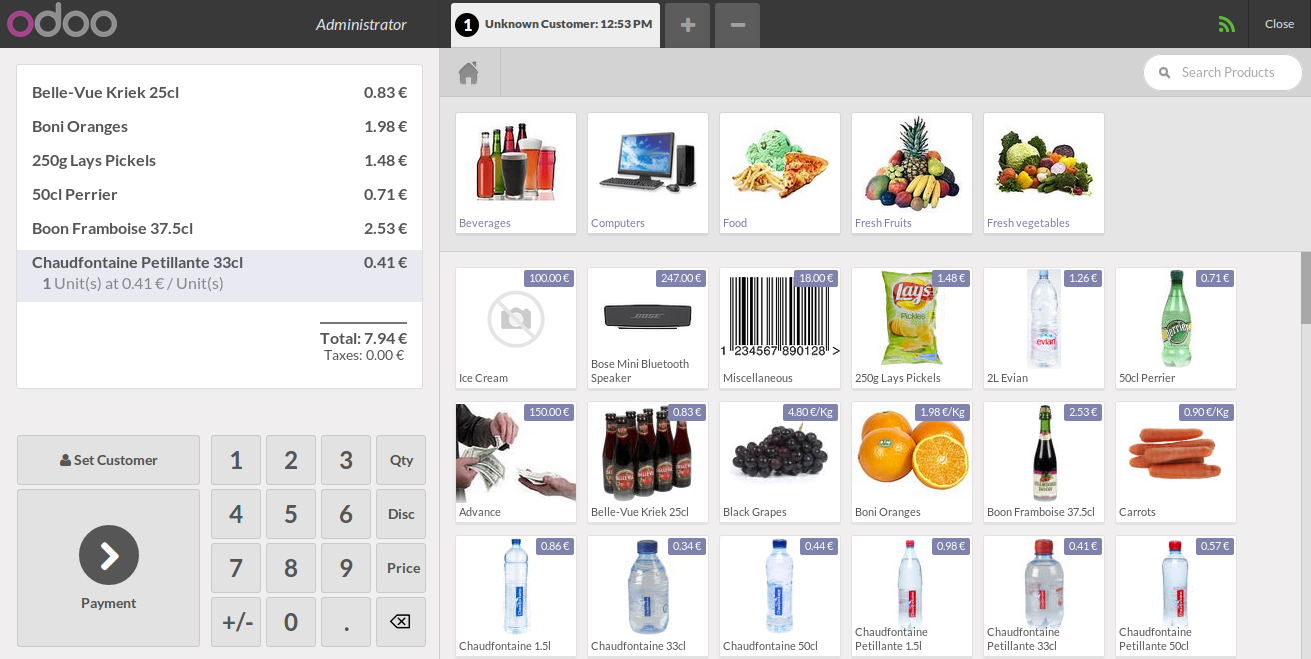 odoo
Administrator
1 Unknown Customer: 12:53 PM
+
−
Close
Search Products
Belle-Vue Kriek 25cl 0.83 €
Boni Oranges 1.98 €
250g Lays Pickels 1.48 €
50cl Perrier 0.71 €
Boon Framboise 37.5cl 2.53 €
Chaudfontaine Petillante 33cl 0.41 €
1 Unit(s) at 0.41 € / Unit(s)
Total: 7.94 €
Taxes: 0.00 €
Set Customer
Payment
1 2 3 Qty
4 5 6 Disc
7 8 9 Price
+/- 0 .
Beverages
Computers
Food
Fresh Fruits
Fresh vegetables
100.00 €
Ice Cream
247.00 €
BOSE
Bose Mini Bluetooth
Speaker
18.00 €
1 234567 890128 >
Miscellaneous
1.48 €
Lays
Pickles
250g Lays Pickels
1.26 €
evian
2L Evian
0.71 €
Perrier
50cl Perrier
150.00 €
Advance
0.83 €
Belle-Vue Kriek 25cl
4.80 €/Kg
Black Grapes
1.98 €/Kg
Boni Oranges
2.53 €
FRAMBOISE
BOON
Boon Framboise 37.5cl
0.90 €/Kg
Carrots
0.86 €
Chaudfontaine 1.5l
0.34 €
Chaudfontaine 33cl
0.44 €
Chaudfontaine 50cl
0.98 €
Chaudfontaine
Petillante 1.5l
0.41 €
Chaudfontaine
Petillante 33cl
0.57 €
Chaudfontaine
Petillante 50cl